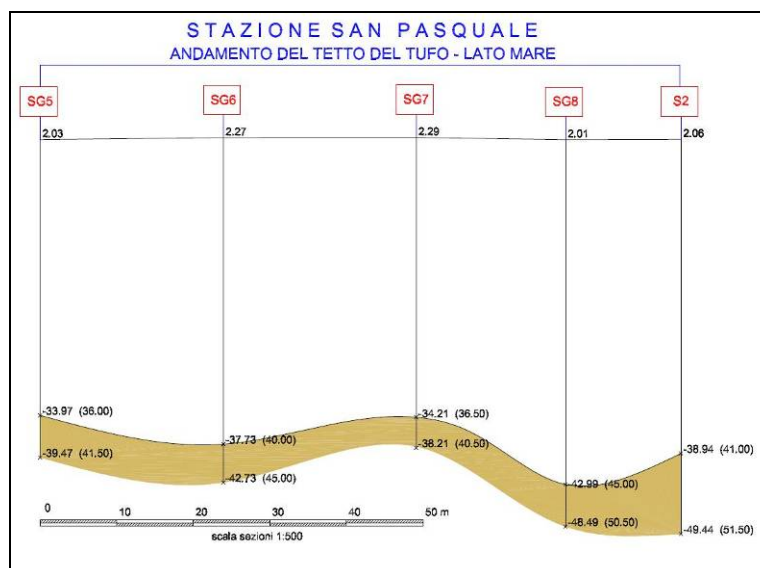 STAZIONE SAN PASQUALE
ANDAMENTO DEL TETTO DEL TUFO - LATO MARE
SG5 SG6 SG7 SG8 S2
2.03 2.27 2.29 2.01 2.06
-33.97 (36.00) -37.73 (40.00) -34.21 (36.50) -42.99 (45.00) -38.94 (41.00)
-39.47 (41.50) -42.73 (45.00) -38.21 (40.50) -48.49 (50.50) -49.44 (51.50)
0 10 20 30 40 50 m
scala sezioni 1:500